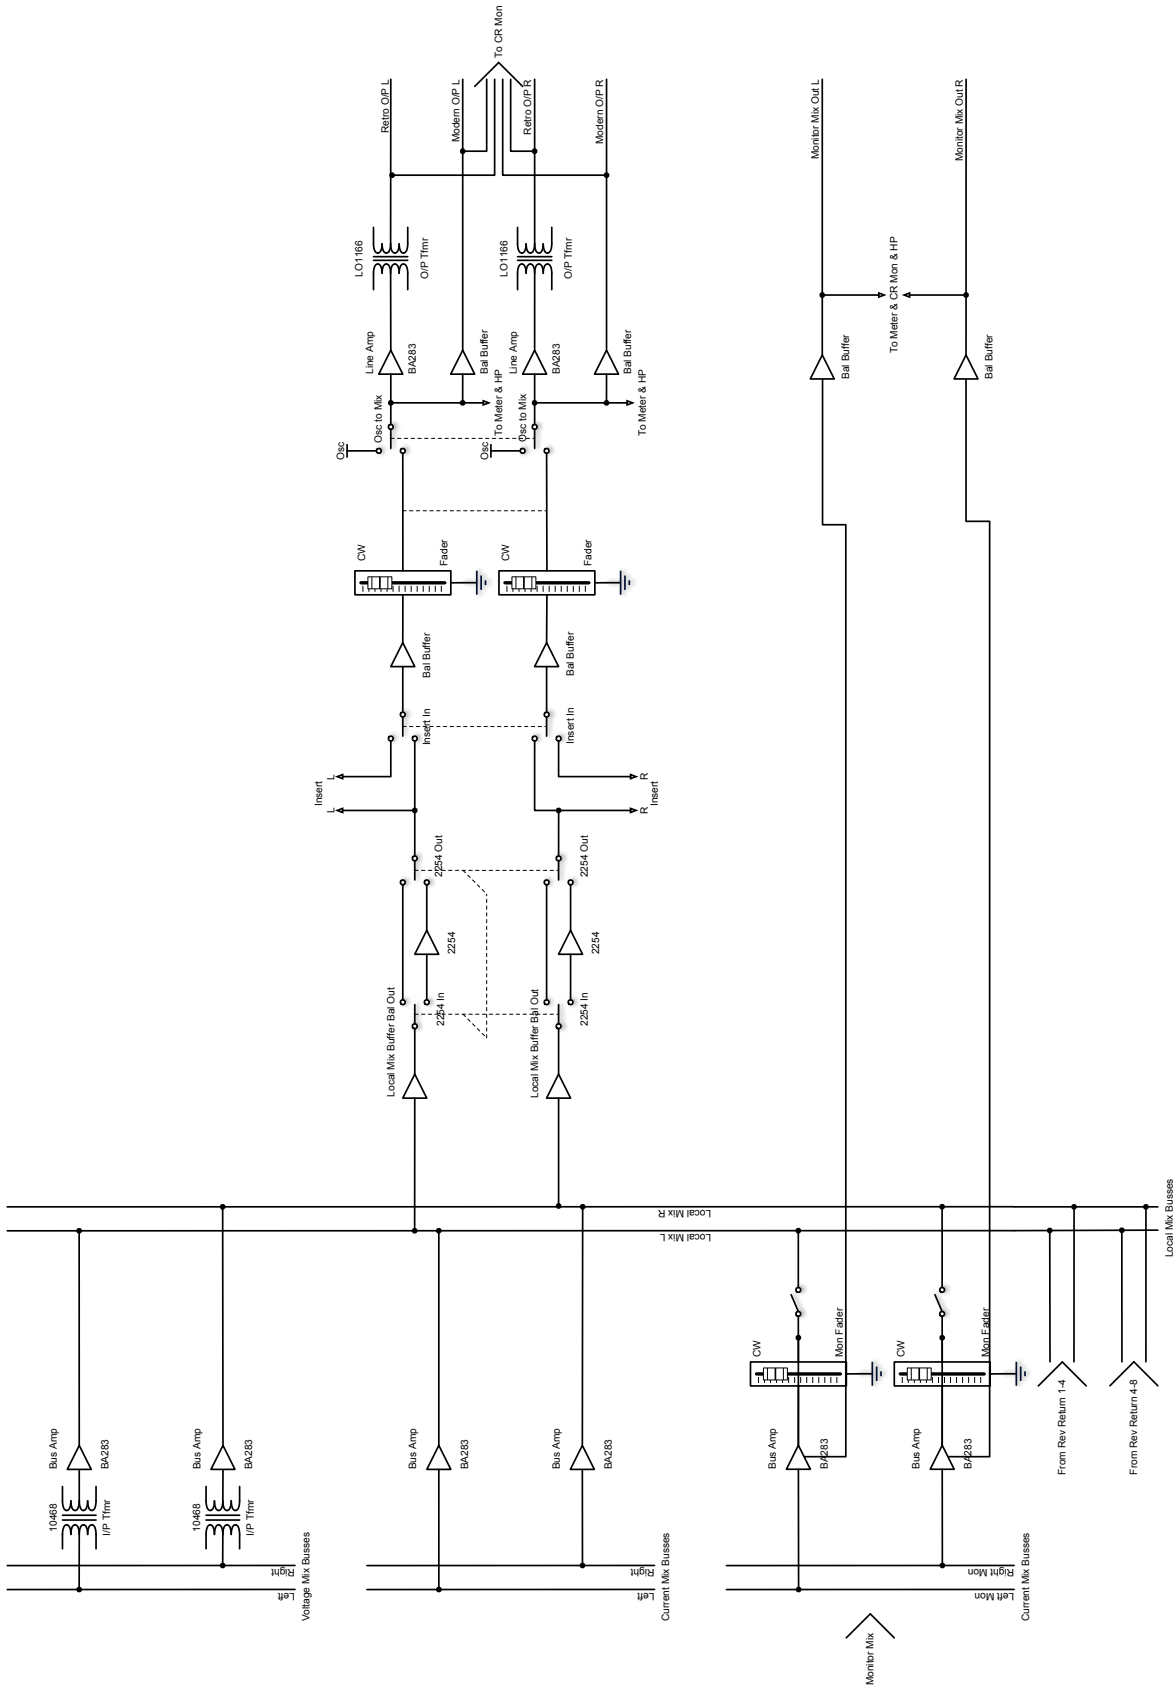 To CR Mon
Retro O/P L
Modern O/P L
Retro O/P R
Modern O/P R
Monitor Mix Out L
Monitor Mix Out R
LO1166
O/P Tfmr
LO1166
O/P Tfmr
To Meter & CR Mon & HP
Line Amp
BA283
Bal Buffer
Line Amp
BA283
Bal Buffer
Bal Buffer
Bal Buffer
Osc to Mix
To Meter & HP
Osc to Mix
To Meter & HP
Osc
Osc
CW
Fader
CW
Fader
Bal Buffer
Bal Buffer
Insert In
Insert In
Insert
L
L
R
R
Insert
2254 Out
2254 Out
2254
2254
2254 In
2254 In
Local Mix Buffer Bal Out
Local Mix Buffer Bal Out
Local Mix R
Local Mix L
Local Mix Busses
CW
Mon Fader
CW
Mon Fader
From Rev Return 1-4
From Rev Return 4-8
Bus Amp
BA283
Bus Amp
BA283
Bus Amp
BA283
Bus Amp
BA283
Bus Amp
BA283
Bus Amp
BA283
10468
I/P Tfmr
10468
I/P Tfmr
Right
Left
Voltage Mix Busses
Right
Left
Current Mix Busses
Right Mon
Left Mon
Current Mix Busses
Monitor Mix